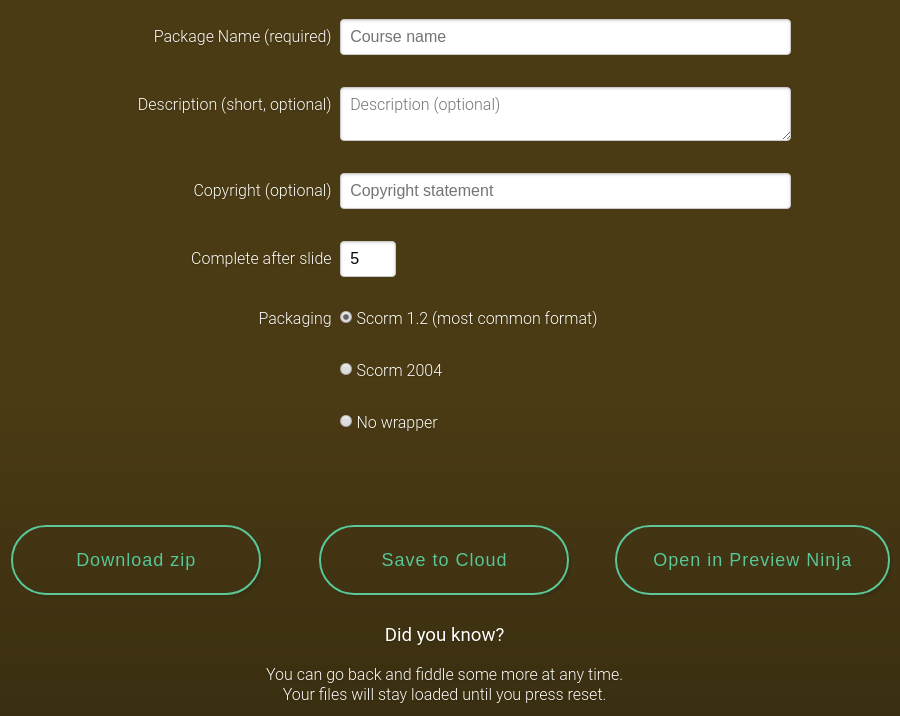 Package Name (required) Course name
Description (short, optional) Description (optional)
Copyright (optional) Copyright statement
Complete after slide 5
Packaging Scorm 1.2 (most common format)
Scorm 2004
No wrapper
Download zip Save to Cloud Open in Preview Ninja
Did you know?
You can go back and fiddle some more at any time.
Your files will stay loaded until you press reset.